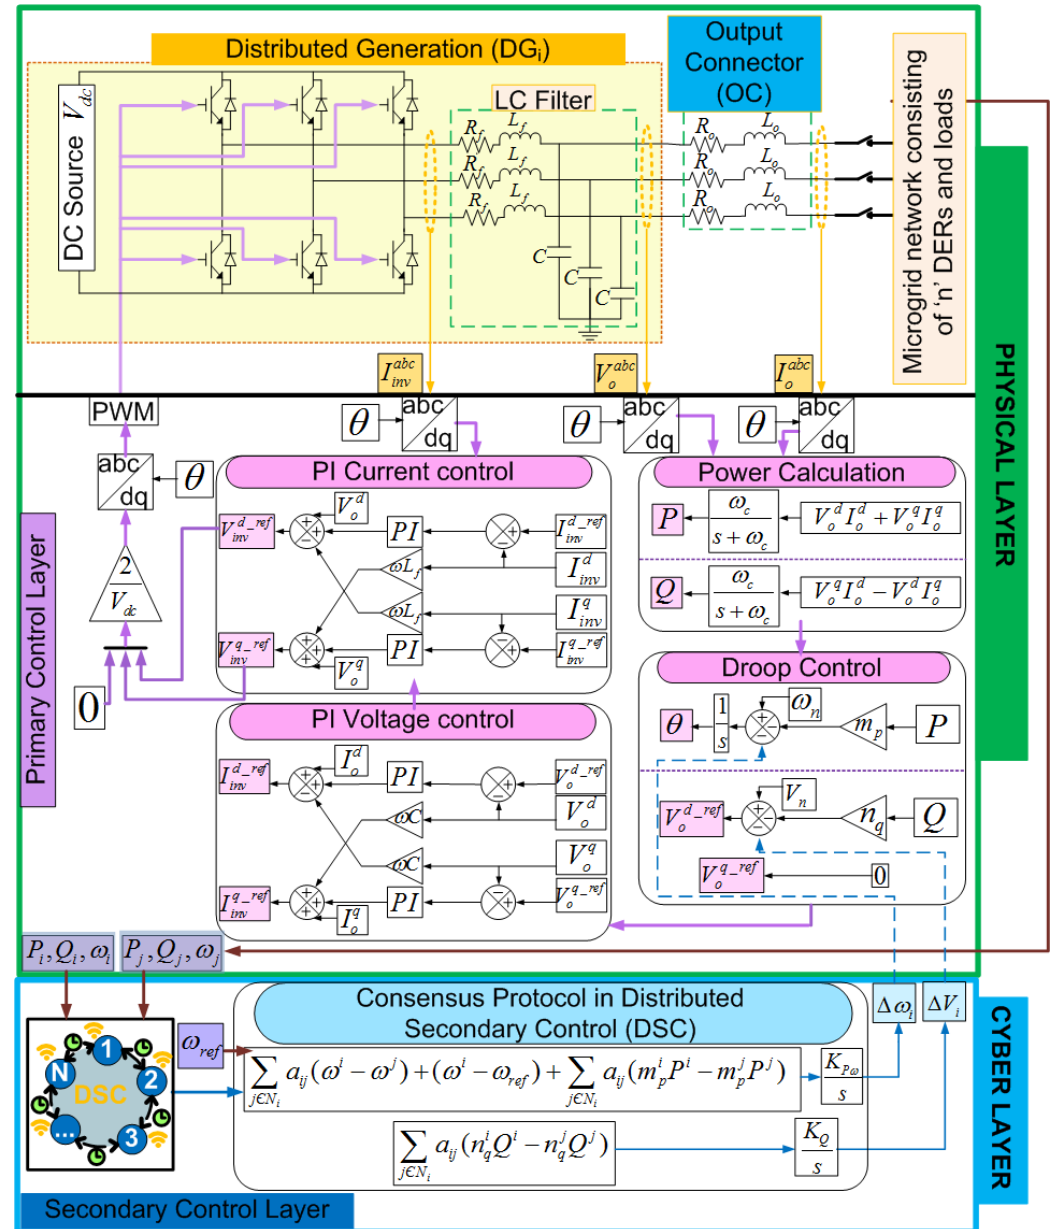 Distributed Generation (DGi)
Output
Connector
(OC)
DC Source V_dc
LC Filter
R_f L_f
R_f L_f
R_f L_f
C
C
C
R_o L_o
R_o L_o
R_o L_o
Microgrid network consisting
of 'n' DERs and loads
PHYSICAL LAYER
I_inv^abc
V_o^abc
I_o^abc
PWM
abc
dq
θ
θ
abc
dq
θ
abc
dq
θ
abc
dq
Primary Control Layer
2
V_dc
0
PI Current control
V_inv^d_ref
V_o^d
PI
I_inv^d_ref
ωL_f
I_inv^d
ωL_f
I_inv^q
V_inv^q_ref
V_o^q
PI
I_inv^q_ref
Power Calculation
P
ω_c
s + ω_c
V_o^d I_o^d + V_o^q I_o^q
Q
ω_c
s + ω_c
V_o^q I_o^d − V_o^d I_o^q
PI Voltage control
I_inv^d_ref
I_o^d
PI
V_o^d_ref
ωC
V_o^d
ωC
V_o^q
I_inv^q_ref
I_o^q
PI
V_o^q_ref
Droop Control
θ
1
s
ω_n
m_p
P
V_o^d_ref
V_n
n_q
Q
V_o^q_ref
0
P_i, Q_i, ω_i
P_j, Q_j, ω_j
Consensus Protocol in Distributed
Secondary Control (DSC)
Δω_i
ΔV_i
CYBER LAYER
ω_ref
1
2
3
...
N
DSC
∑_{j∈N_i} a_ij(ω^i − ω^j) + (ω^i − ω_ref) + ∑_{j∈N_i} a_ij(m_p^i P^i − m_p^j P^j)
K_Pω
s
∑_{j∈N_i} a_ij(n_q^i Q^i − n_q^j Q^j)
K_Q
s
Secondary Control Layer